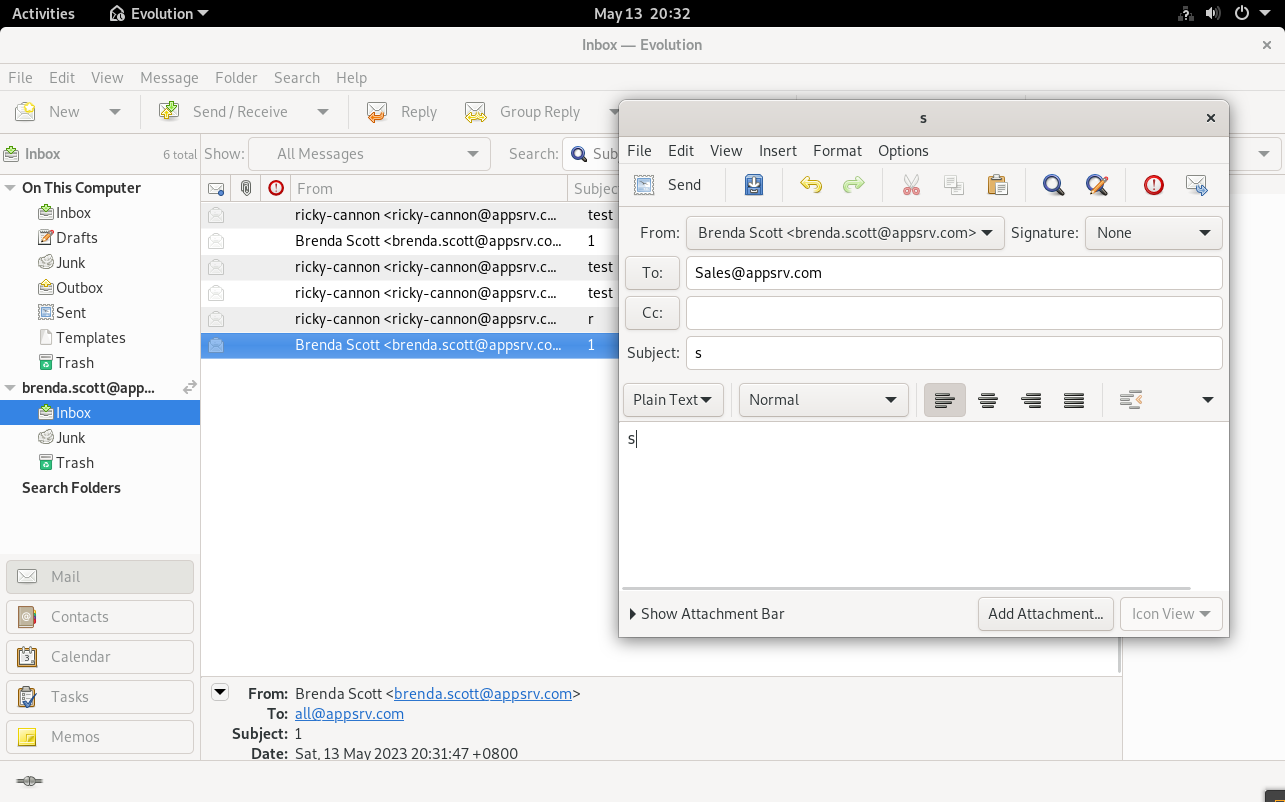 Activities Evolution May 13 20:32
Inbox — Evolution
File Edit View Message Folder Search Help
New Send / Receive Reply Group Reply
Inbox 6 total Show: All Messages Search: Sub
On This Computer
Inbox
Drafts
Junk
Outbox
Sent
Templates
Trash
brenda.scott@app...
Inbox
Junk
Trash
Search Folders
Mail
Contacts
Calendar
3
Tasks
Memos
From Subjec
ricky-cannon <ricky-cannon@appsrv.c... test
Brenda Scott <brenda.scott@appsrv.co... 1
ricky-cannon <ricky-cannon@appsrv.c... test
ricky-cannon <ricky-cannon@appsrv.c... test
ricky-cannon <ricky-cannon@appsrv.c... r
Brenda Scott <brenda.scott@appsrv.co... 1
From: Brenda Scott <brenda.scott@appsrv.com>
To: all@appsrv.com
Subject: 1
Date: Sat, 13 May 2023 20:31:47 +0800
s
File Edit View Insert Format Options
Send
From: Brenda Scott <brenda.scott@appsrv.com> Signature: None
To: Sales@appsrv.com
Cc:
Subject: s
Plain Text Normal
s
Show Attachment Bar Add Attachment... Icon View